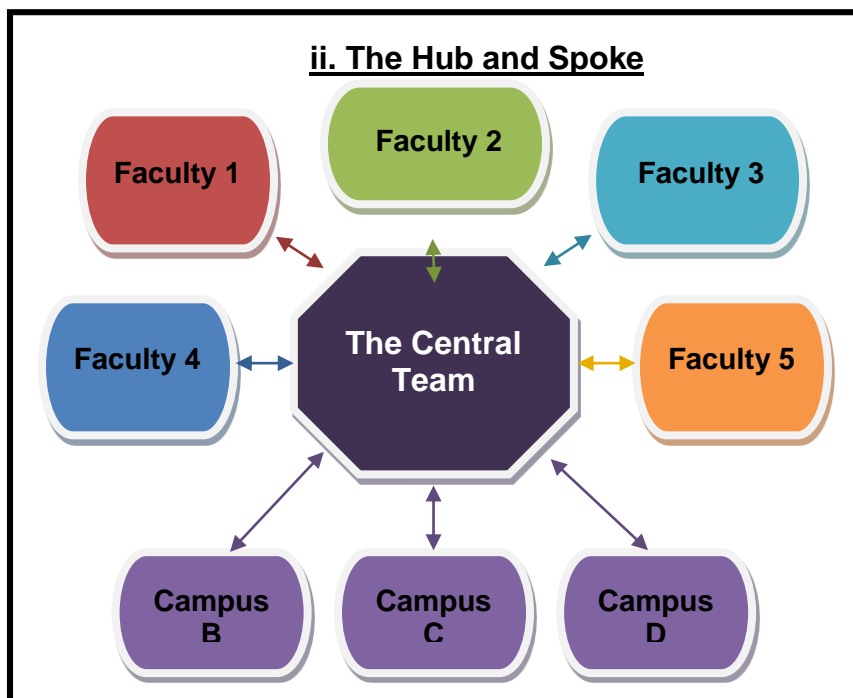 ii. The Hub and Spoke
Faculty 1
Faculty 2
Faculty 3
Faculty 4
The Central
Team
Faculty 5
Campus
B
Campus
C
Campus
D